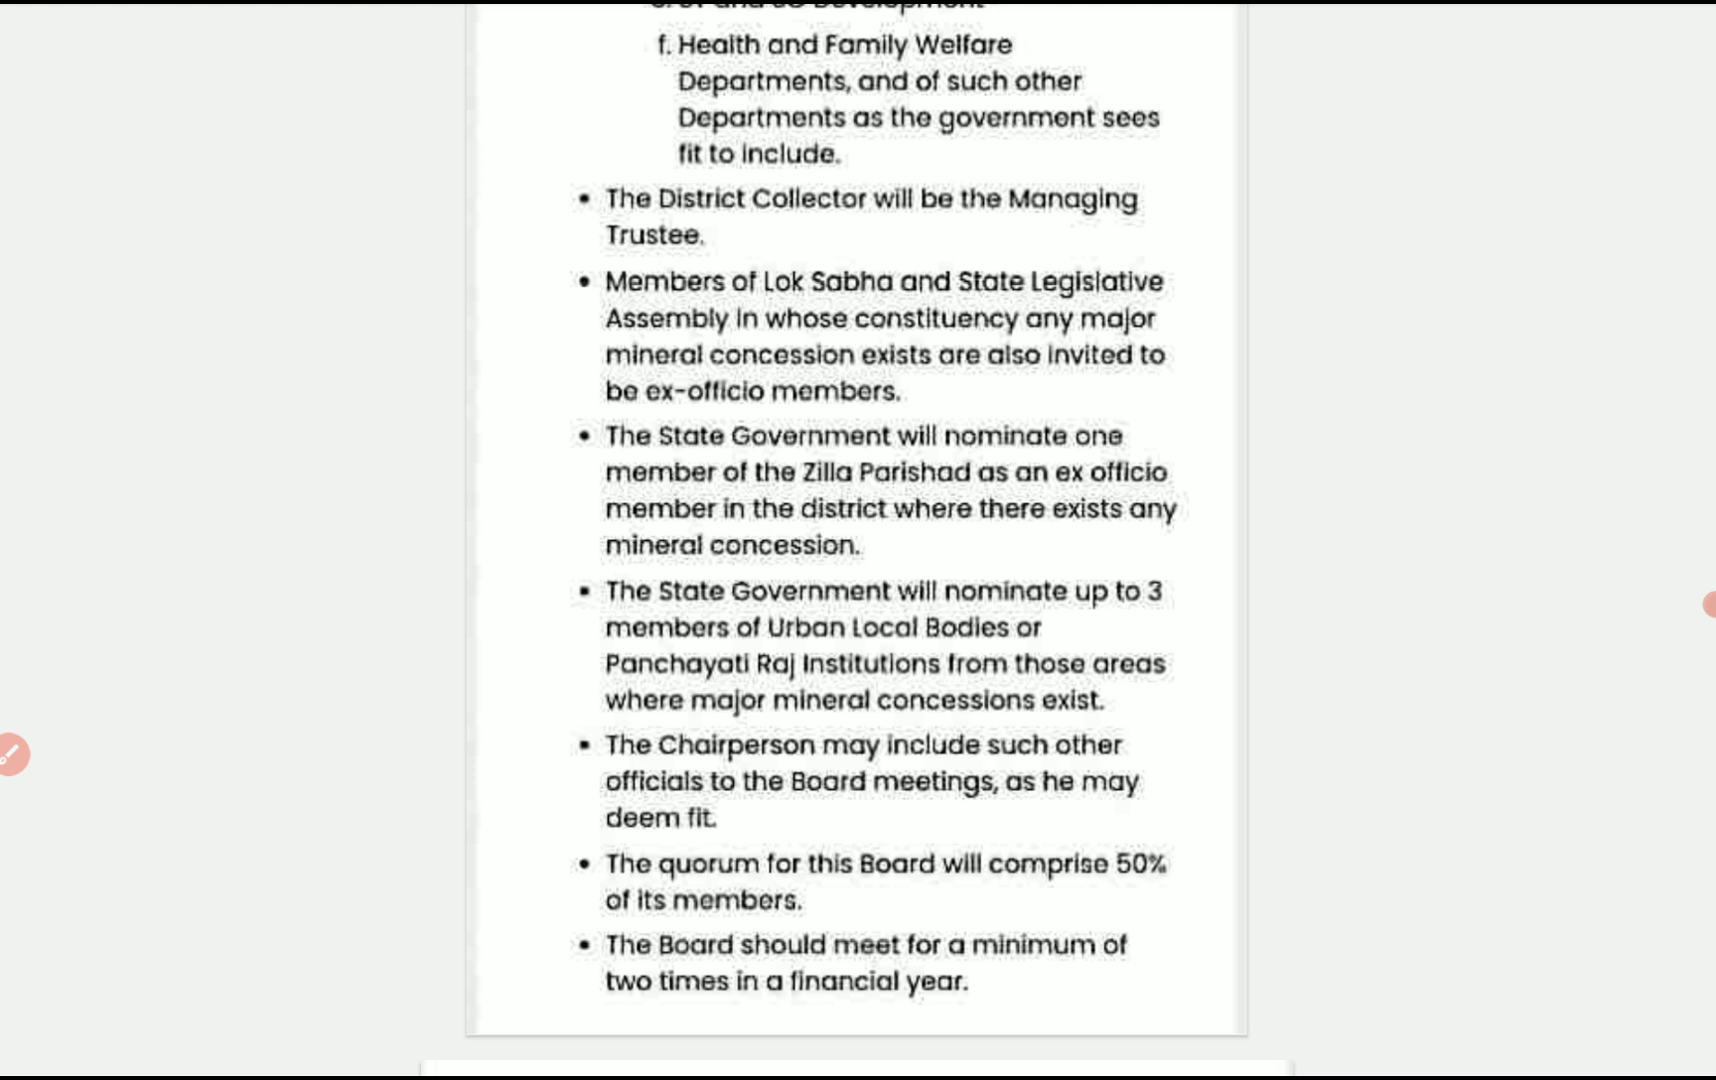 f. Health and Family Welfare
Departments, and of such other
Departments as the government sees
fit to include.
• The District Collector will be the Managing
Trustee.
• Members of Lok Sabha and State Legislative
Assembly in whose constituency any major
mineral concession exists are also invited to
be ex-officio members.
• The State Government will nominate one
member of the Zilla Parishad as an ex officio
member in the district where there exists any
mineral concession.
• The State Government will nominate up to 3
members of Urban Local Bodies or
Panchayati Raj Institutions from those areas
where major mineral concessions exist.
• The Chairperson may include such other
officials to the Board meetings, as he may
deem fit.
• The quorum for this Board will comprise 50%
of its members.
• The Board should meet for a minimum of
two times in a financial year.